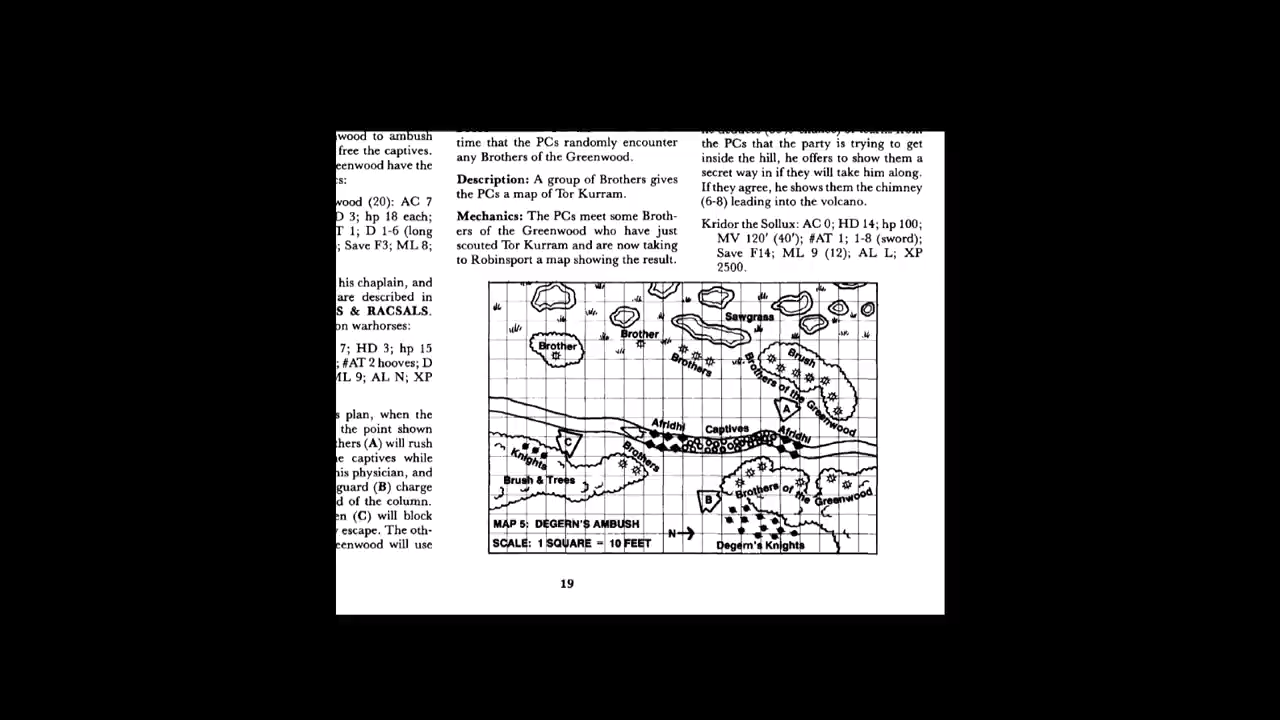 wood to ambush
free the captives.
eenwood have the
s:
wood (20): AC 7
D 3; hp 18 each;
T 1; D 1-6 (long
; Save F3; ML 8;
his chaplain, and
are described in
S & RACSALS.
on warhorses:
7; HD 3; hp 15
; #AT 2 hooves; D
ML 9; AL N; XP
s plan, when the
the point shown
thers (A) will rush
e captives while
his physician, and
guard (B) charge
d of the column.
en (C) will block
escape. The oth-
eenwood will use
time that the PCs randomly encounter
any Brothers of the Greenwood.
Description: A group of Brothers gives
the PCs a map of Tor Kurram.
Mechanics: The PCs meet some Broth-
ers of the Greenwood who have just
scouted Tor Kurram and are now taking
to Robinsport a map showing the result.
the PCs that the party is trying to get
inside the hill, he offers to show them a
secret way in if they will take him along.
If they agree, he shows them the chimney
(6-8) leading into the volcano.
Kridor the Sollux: AC 0; HD 14; hp 100;
MV 120' (40'); #AT 1; 1-8 (sword);
Save F14; ML 9 (12); AL L; XP
2500.
Sawgrass
Brother
Brother
Brothers
Brush
Brothers of the Greenwood
A
Afridhi
Captives
Afridhi
C
Knights
Brothers
Brush & Trees
B
Brothers of the Greenwood
MAP 5: DEGERN'S AMBUSH
SCALE: 1 SQUARE = 10 FEET
N
Degern's Knights
19